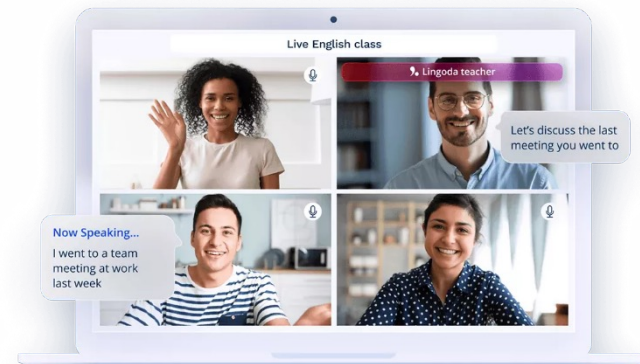 Live English class
Lingoda teacher
Let's discuss the last
meeting you went to
Now Speaking...
I went to a team
meeting at work
last week